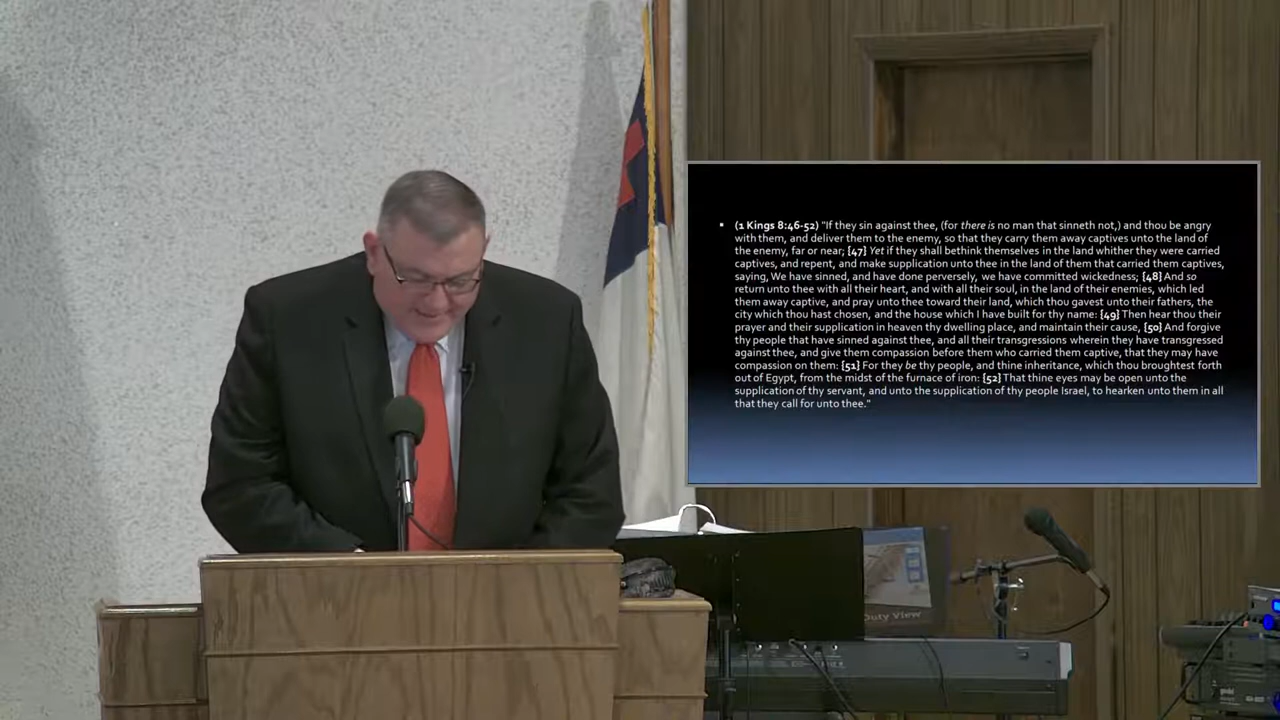 ▪ (1 Kings 8:46-52) "If they sin against thee, (for there is no man that sinneth not,) and thou be angry
with them, and deliver them to the enemy, so that they carry them away captives unto the land of
the enemy, far or near; {47} Yet if they shall bethink themselves in the land whither they were carried
captives, and repent, and make supplication unto thee in the land of them that carried them captives,
saying, We have sinned, and have done perversely, we have committed wickedness; {48} And so
return unto thee with all their heart, and with all their soul, in the land of their enemies, which led
them away captive, and pray unto thee toward their land, which thou gavest unto their fathers, the
city which thou hast chosen, and the house which I have built for thy name: {49} Then hear thou their
prayer and their supplication in heaven thy dwelling place, and maintain their cause, {50} And forgive
thy people that have sinned against thee, and all their transgressions wherein they have transgressed
against thee, and give them compassion before them who carried them captive, that they may have
compassion on them: {51} For they be thy people, and thine inheritance, which thou broughtest forth
out of Egypt, from the midst of the furnace of iron: {52} That thine eyes may be open unto the
supplication of thy servant, and unto the supplication of thy people Israel, to hearken unto them in all
that they call for unto thee."
Duty View